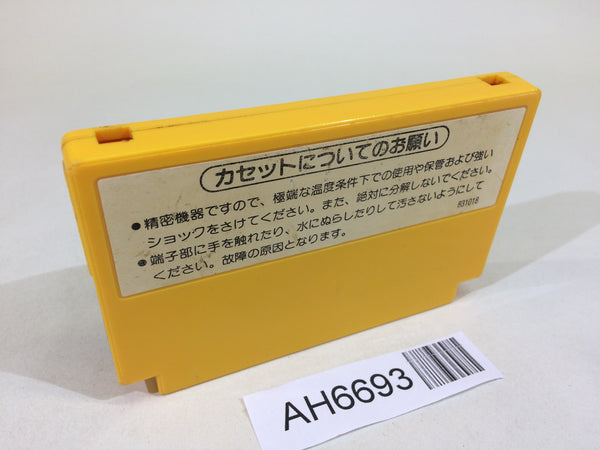 カセットについてのお願い
●精密機器ですので、極端な温度条件下での使用や保管および強い
ショックをさけてください。また、絶対に分解しないでください。
●端子部に手を触れたり、水にぬらしたりして汚さないようにして
ください。故障の原因となります。
831018
AH6693